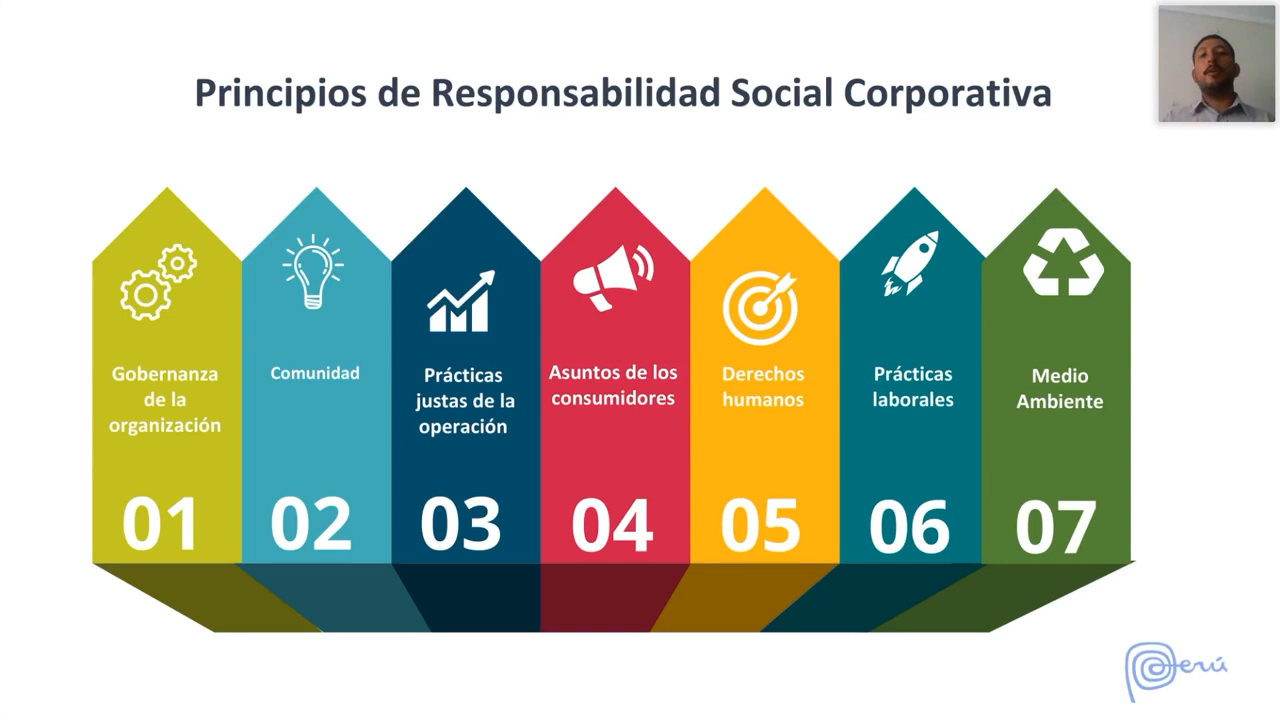 Principios de Responsabilidad Social Corporativa
Gobernanza
de la
organización
01
Comunidad
02
Prácticas
justas de la
operación
03
Asuntos de los
consumidores
04
Derechos
humanos
05
Prácticas
laborales
06
Medio
Ambiente
07
Perú